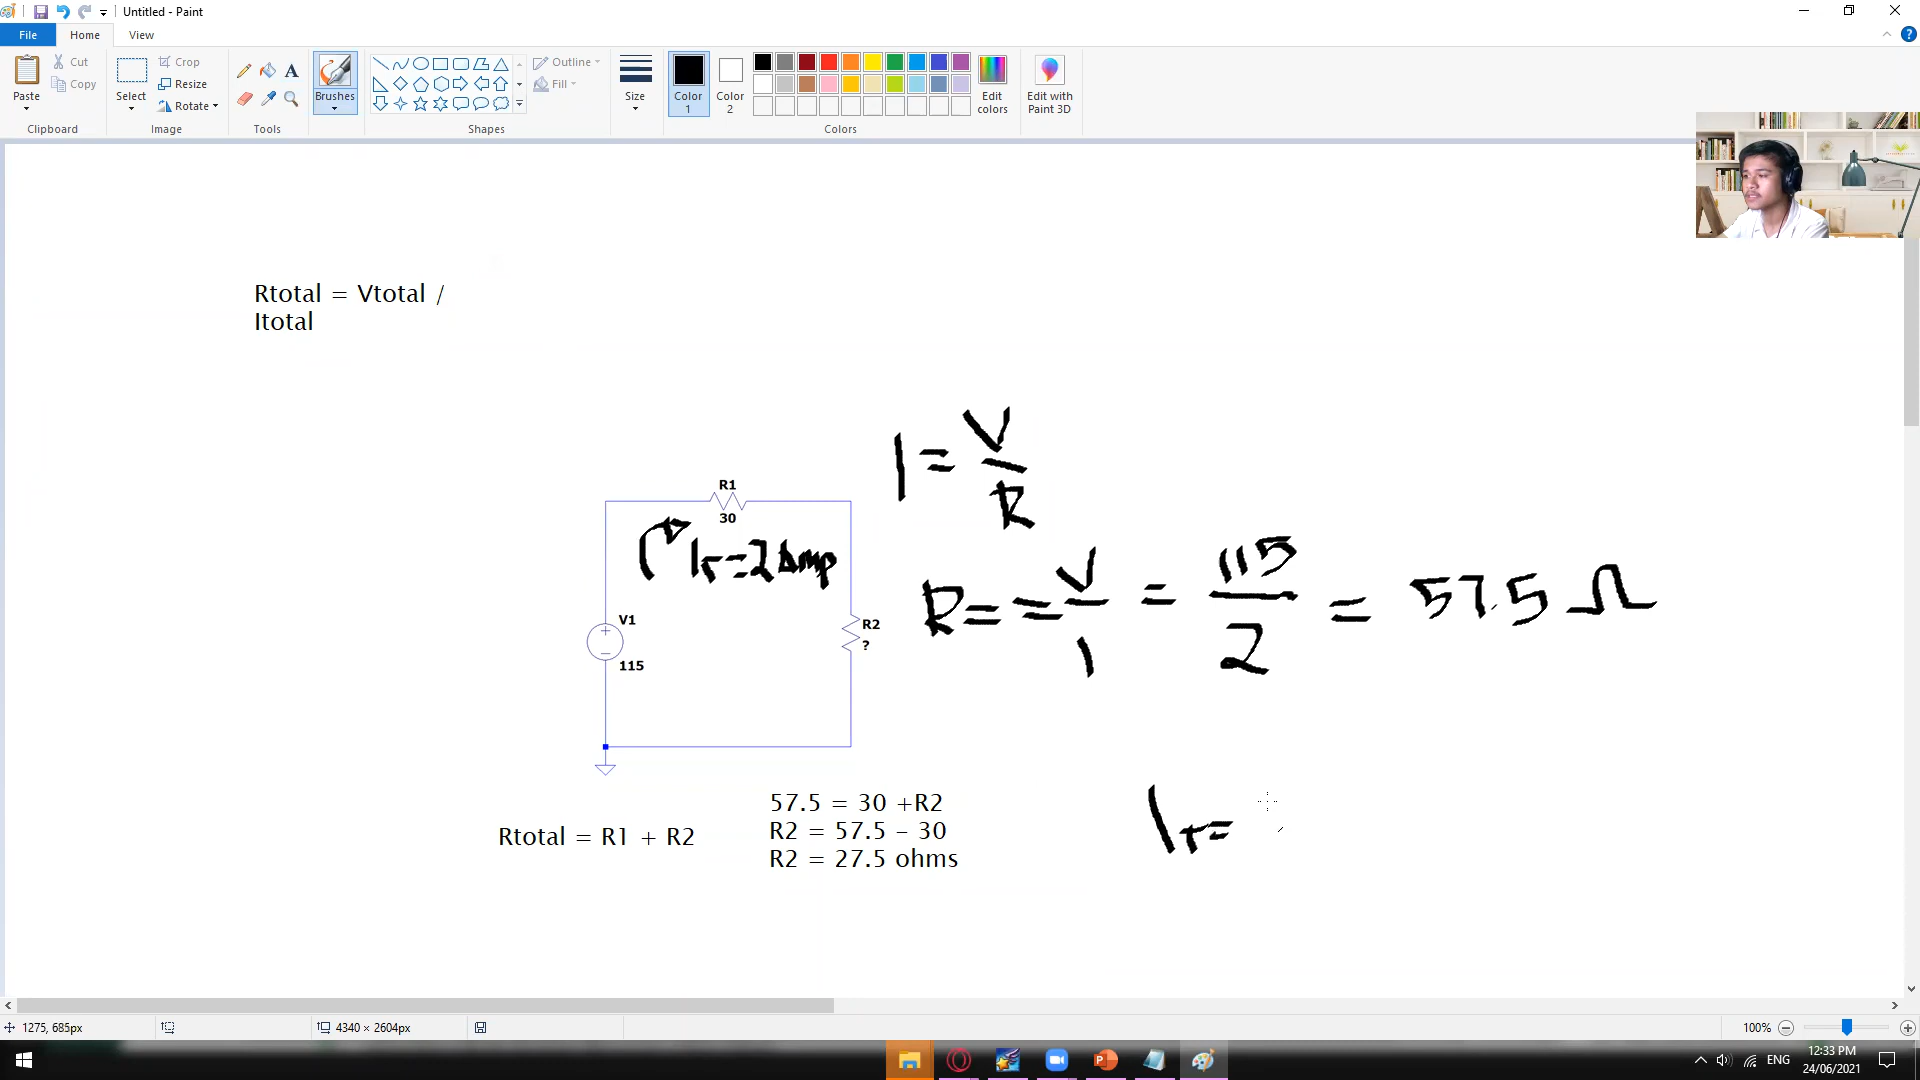 Untitled - Paint
File Home View
Paste
Cut
Copy
Clipboard
Select
Crop
Resize
Rotate
Image
A
Tools
Brushes
Outline
Fill
Shapes
Size
Color 1
Color 2
Edit colors
Edit with Paint 3D
Colors
Rtotal = Vtotal /
Itotal
I = V
R
R1
30
IT = 2 Amp
R = = V = 115 = 57.5 Ω
I 2
V1
115
R2
?
57.5 = 30 +R2
R2 = 57.5 – 30
R2 = 27.5 ohms
Rtotal = R1 + R2
IT =
1275, 685px
4340 × 2604px
100%
ENG
12:33 PM
24/06/2021